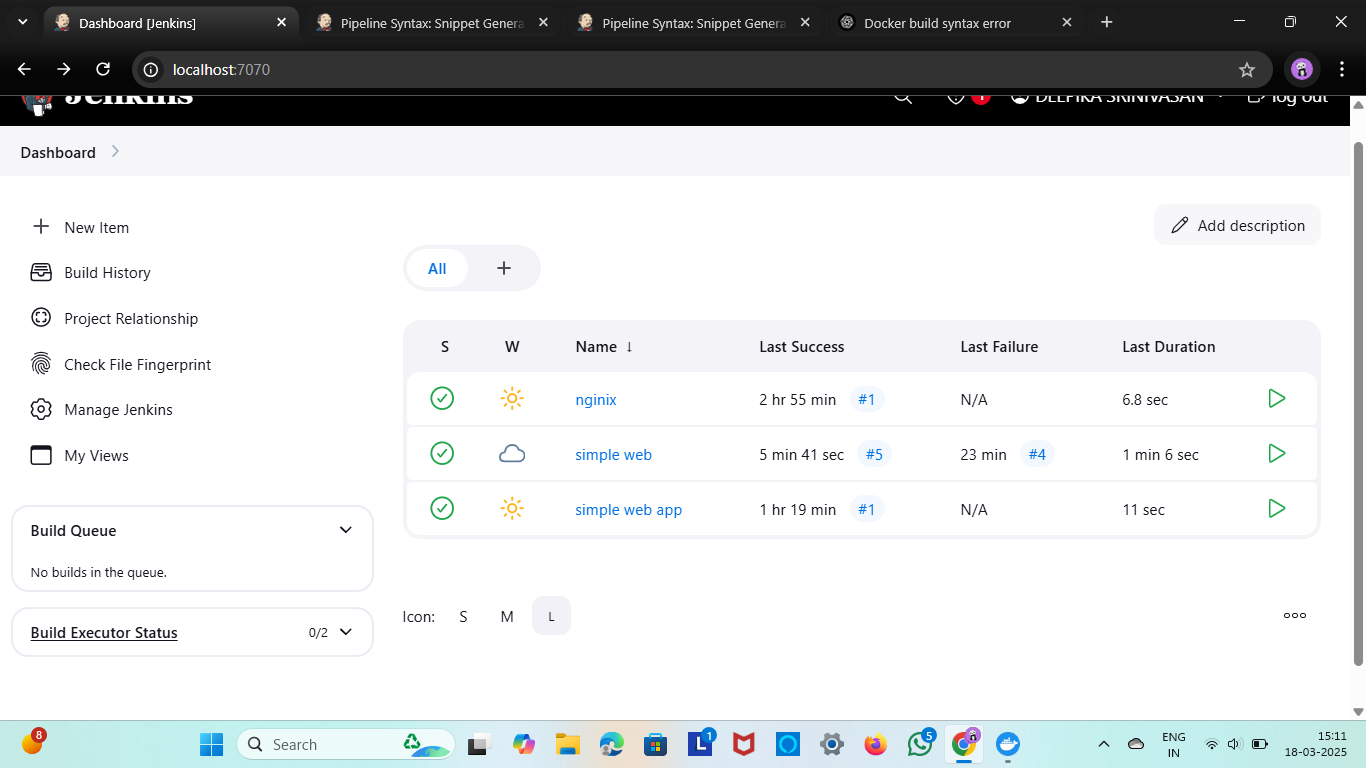 Dashboard [Jenkins]
Pipeline Syntax: Snippet Genera
Pipeline Syntax: Snippet Genera
Docker build syntax error
localhost:7070
Jenkins
1
DEEPIKA SRINIVASAN
log out
Dashboard
New Item
Build History
Project Relationship
Check File Fingerprint
Manage Jenkins
My Views
Build Queue
No builds in the queue.
Build Executor Status 0/2
Add description
All +
S W Name ↓ Last Success Last Failure Last Duration
nginix 2 hr 55 min #1 N/A 6.8 sec
simple web 5 min 41 sec #5 23 min #4 1 min 6 sec
simple web app 1 hr 19 min #1 N/A 11 sec
Icon: S M L
8
Search
L 1
5
ENG
IN
15:11
18-03-2025